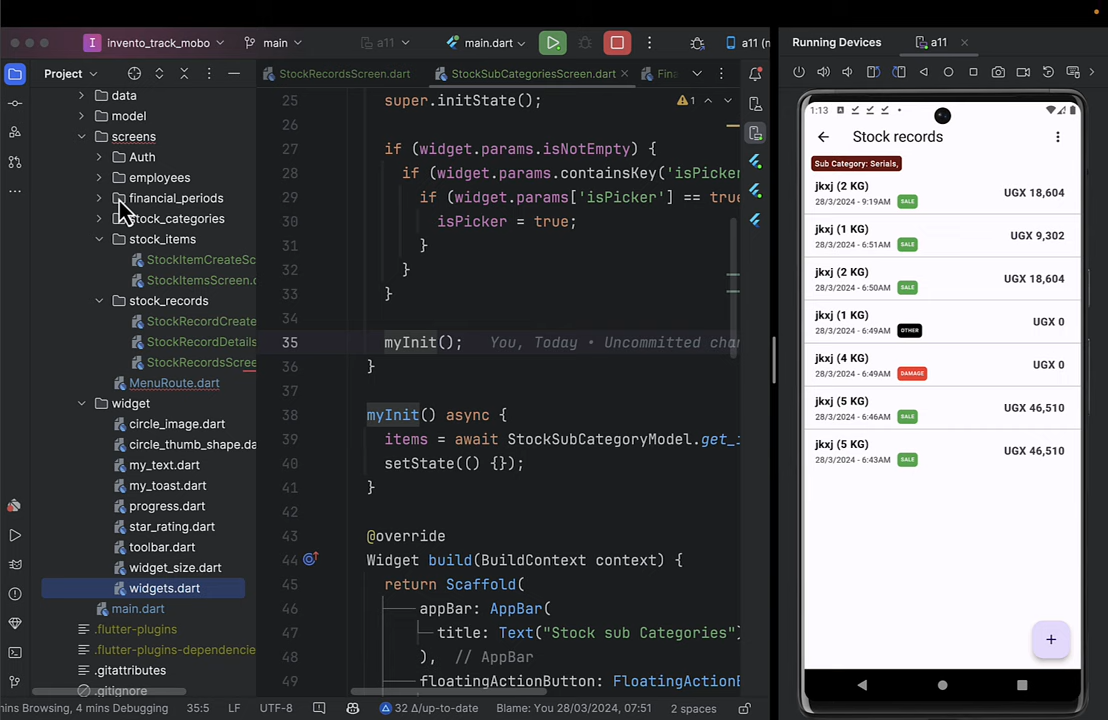 invento_track_mobo
main
a11
main.dart
a11 (m
Running Devices
a11
Project
StockRecordsScreen.dart
StockSubCategoriesScreen.dart
Fina
data
model
screens
Auth
employees
financial_periods
stock_categories
stock_items
StockItemCreateSc
StockItemsScreen.d
stock_records
StockRecordCreate
StockRecordDetails
StockRecordsScree
MenuRoute.dart
widget
circle_image.dart
circle_thumb_shape.da
my_text.dart
my_toast.dart
progress.dart
star_rating.dart
toolbar.dart
widget_size.dart
widgets.dart
main.dart
.flutter-plugins
.flutter-plugins-dependencie
.gitattributes
.gitignore
25 super.initState();
1
26
27 if (widget.params.isNotEmpty) {
28 if (widget.params.containsKey('isPicker
29 if (widget.params['isPicker'] == true
30 isPicker = true;
31 }
32 }
33 }
34
35 myInit(); You, Today • Uncommitted chan
36 }
37
38 myInit() async {
39 items = await StockSubCategoryModel.get_i
40 setState(() {});
41 }
42
43 @override
44 Widget build(BuildContext context) {
45 return Scaffold(
46 appBar: AppBar(
47 title: Text("Stock sub Categories")
48 ), // AppBar
49 floatingActionButton: FloatingActionB
1:13
Stock records
Sub Category: Serials,
jkxj (2 KG)
28/3/2024 - 9:19AM SALE
UGX 18,604
jkxj (1 KG)
28/3/2024 - 6:51AM SALE
UGX 9,302
jkxj (2 KG)
28/3/2024 - 6:50AM SALE
UGX 18,604
jkxj (1 KG)
28/3/2024 - 6:49AM OTHER
UGX 0
jkxj (4 KG)
28/3/2024 - 6:49AM DAMAGE
UGX 0
jkxj (5 KG)
28/3/2024 - 6:46AM SALE
UGX 46,510
jkxj (5 KG)
28/3/2024 - 6:43AM SALE
UGX 46,510
+
ns Browsing, 4 mins Debugging
35:5
LF
UTF-8
32 Δ/up-to-date
Blame: You 28/03/2024, 07:51
2 spaces